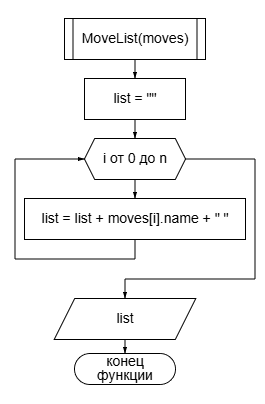 MoveList(moves)
list = ""
i от 0 до n
list = list + moves[i].name + " "
list
конец
функции